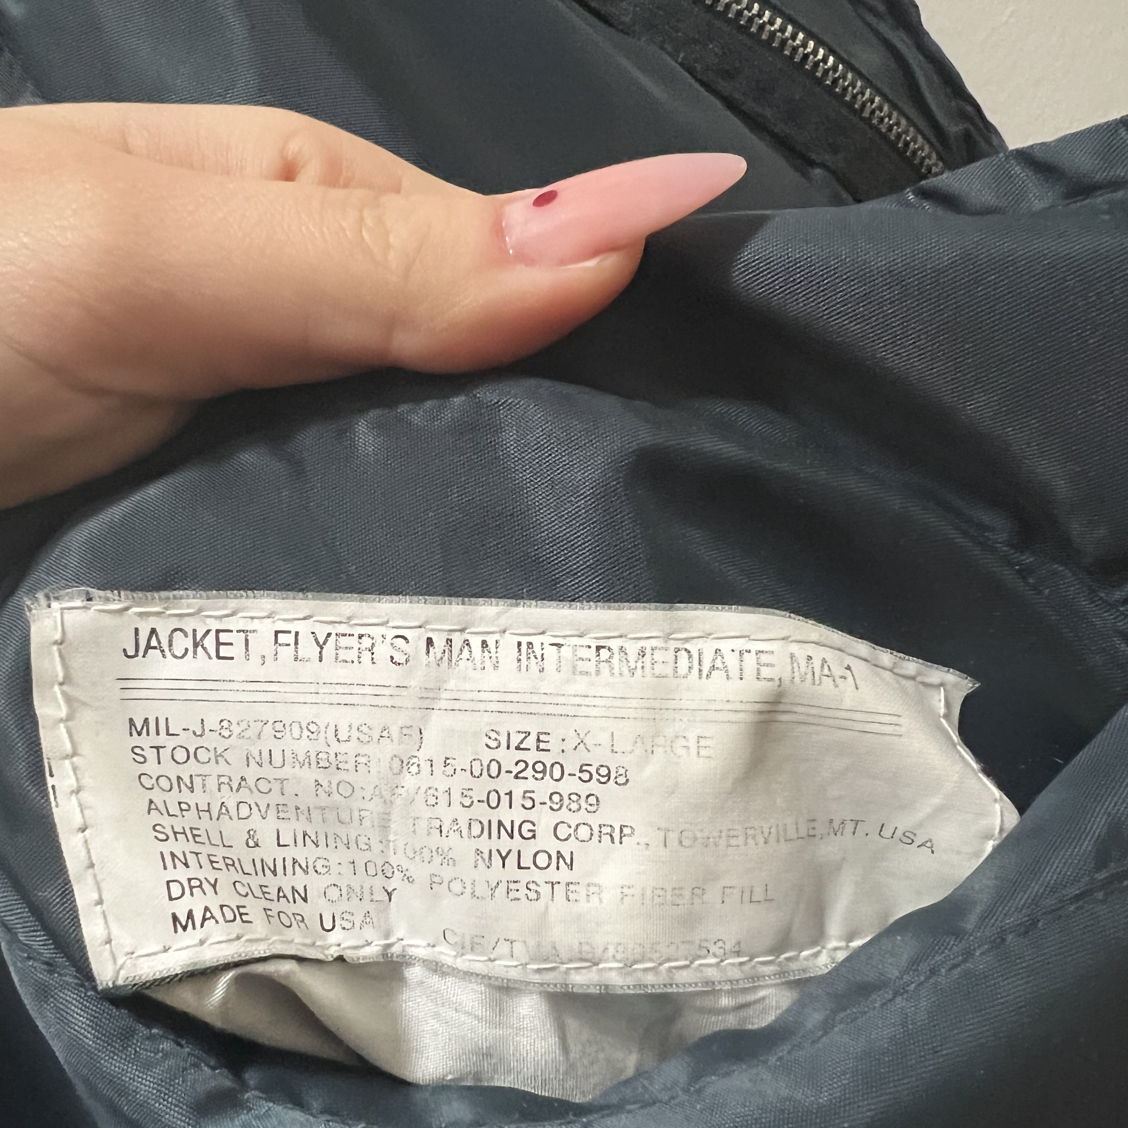 JACKET, FLYER'S MAN INTERMEDIATE, MA-1
MIL-J-827909(USAF) SIZE:X-LARGE
STOCK NUMBER 0615-00-290-598
CONTRACT. NO:AF/615-015-989
ALPHADVENTURE TRADING CORP., TOWERVILLE,MT. USA
SHELL & LINING:100% NYLON
INTERLINING:100% POLYESTER FIBER FILL
DRY CLEAN ONLY
MADE FOR USA